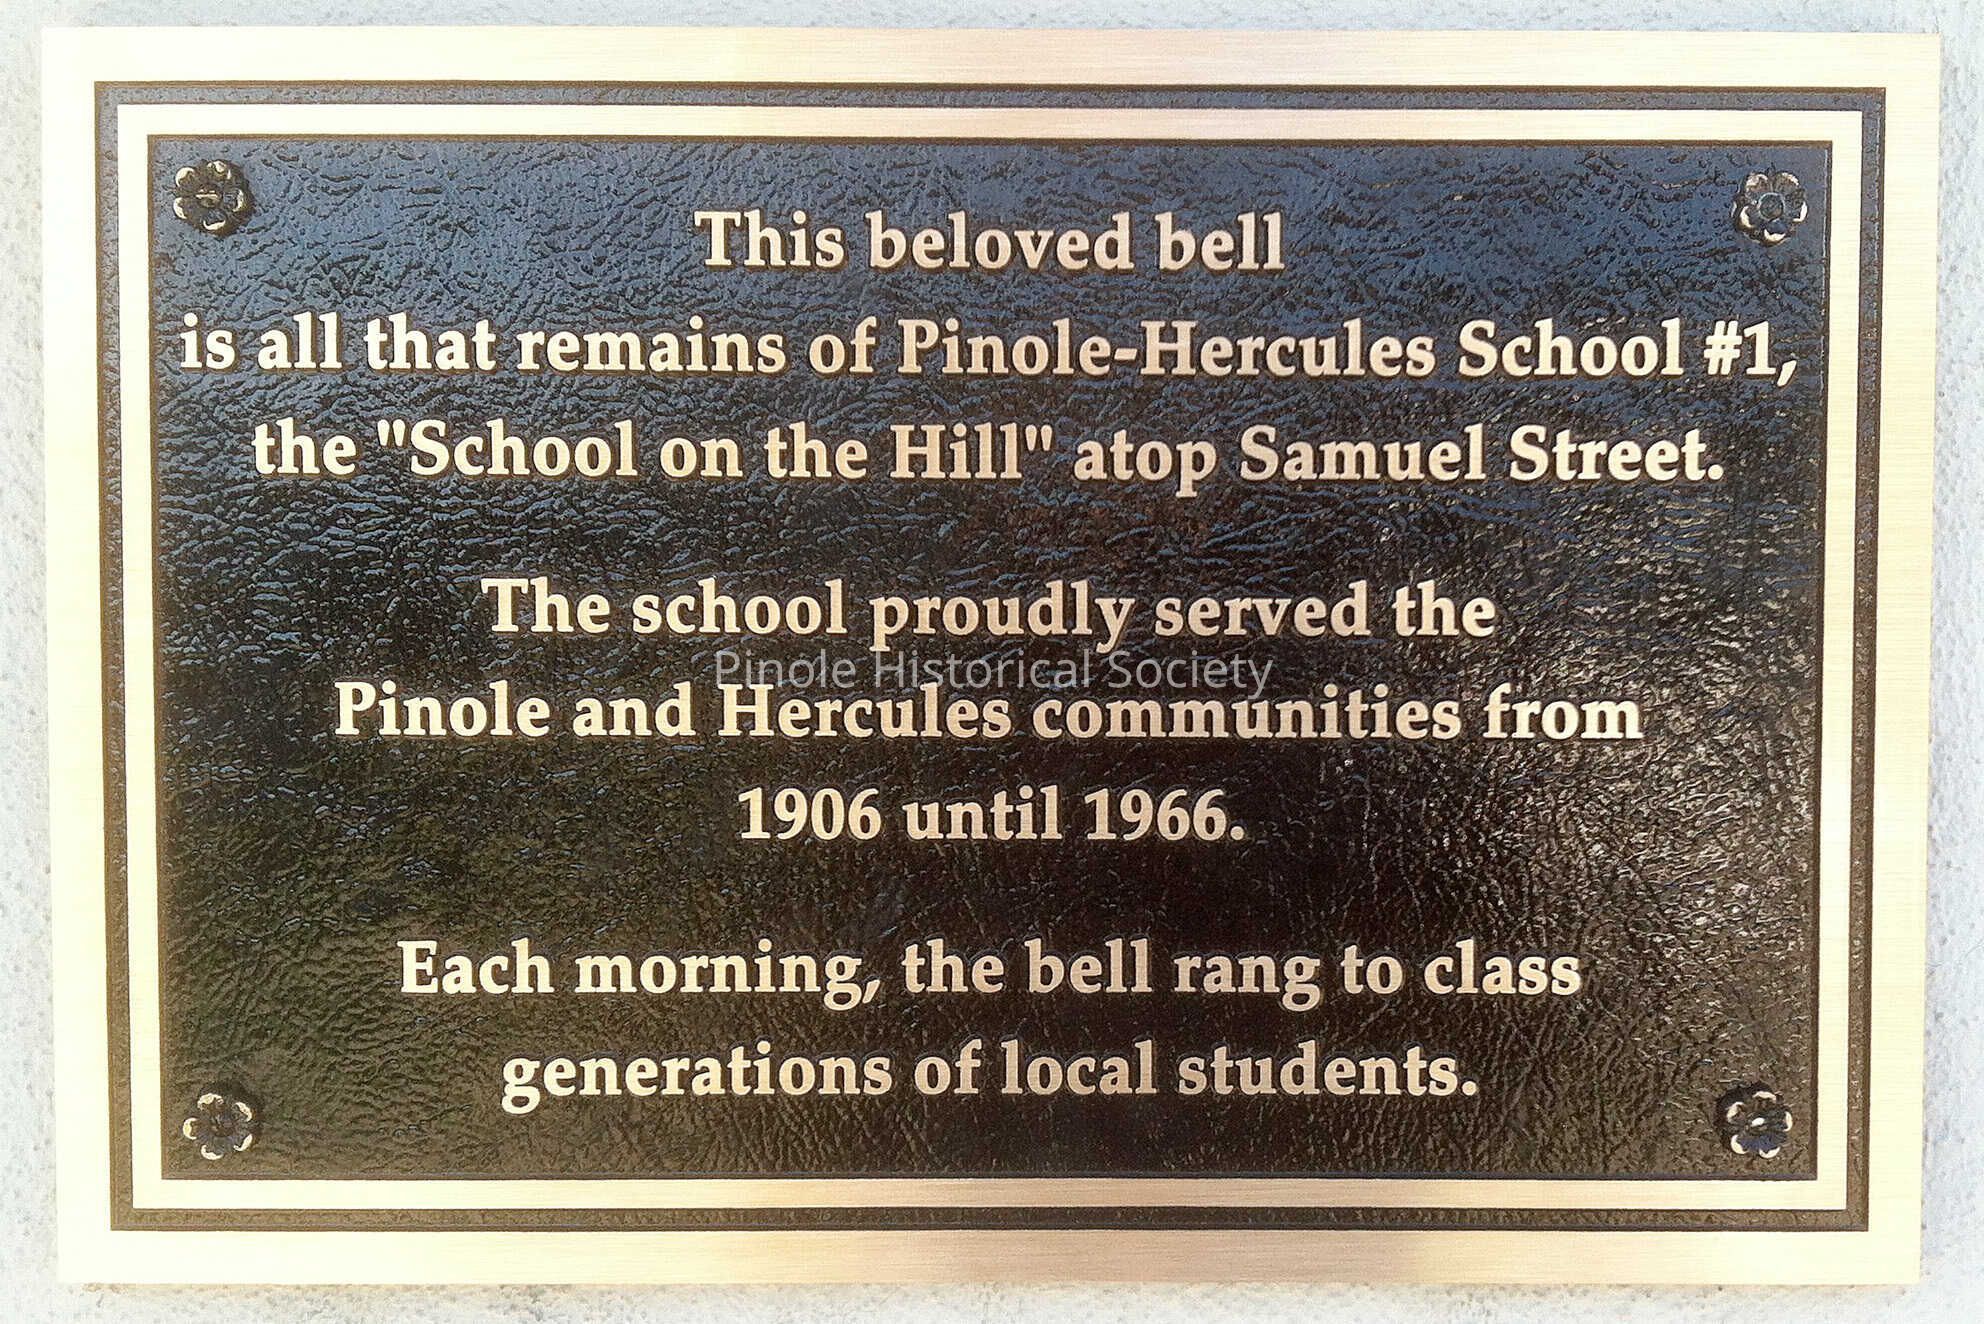 This beloved bell
is all that remains of Pinole-Hercules School #1,
the "School on the Hill" atop Samuel Street.
The school proudly served the
Pinole Historical Society
Pinole and Hercules communities from
1906 until 1966.
Each morning, the bell rang to class
generations of local students.